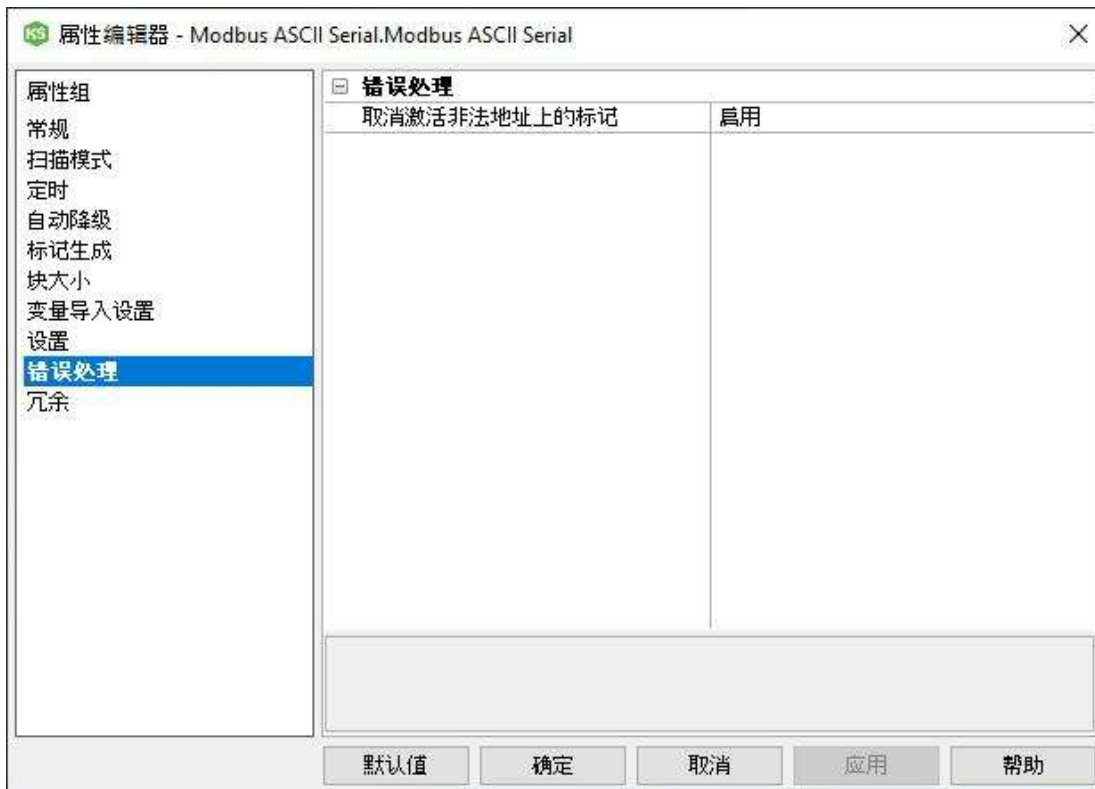 KS 属性编辑器 - Modbus ASCII Serial.Modbus ASCII Serial
属性组
常规
扫描模式
定时
自动降级
标记生成
块大小
变量导入设置
设置
错误处理
冗余
错误处理
取消激活非法地址上的标记 启用
默认值 确定 取消 应用 帮助